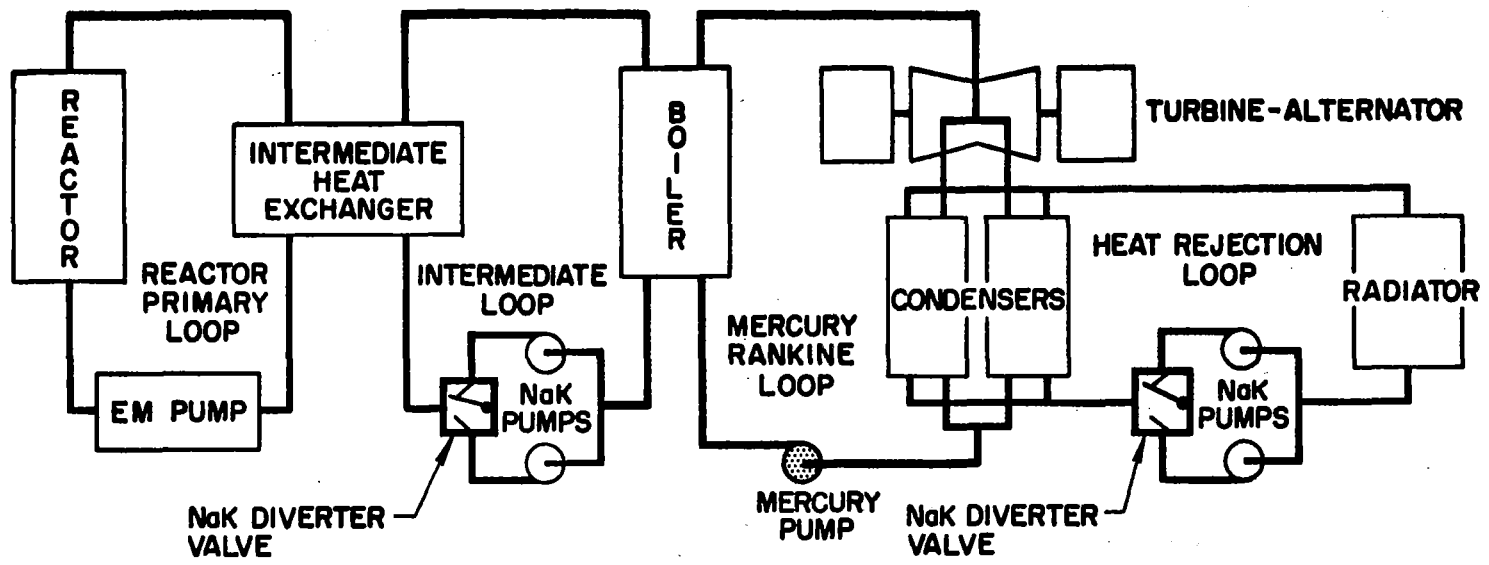 REACTOR
INTERMEDIATE
HEAT
EXCHANGER
REACTOR
PRIMARY
LOOP
EM PUMP
INTERMEDIATE
LOOP
NaK
PUMPS
NaK DIVERTER
VALVE
BOILER
MERCURY
RANKINE
LOOP
MERCURY
PUMP
TURBINE-ALTERNATOR
CONDENSERS
HEAT REJECTION
LOOP
RADIATOR
NaK
PUMPS
NaK DIVERTER
VALVE